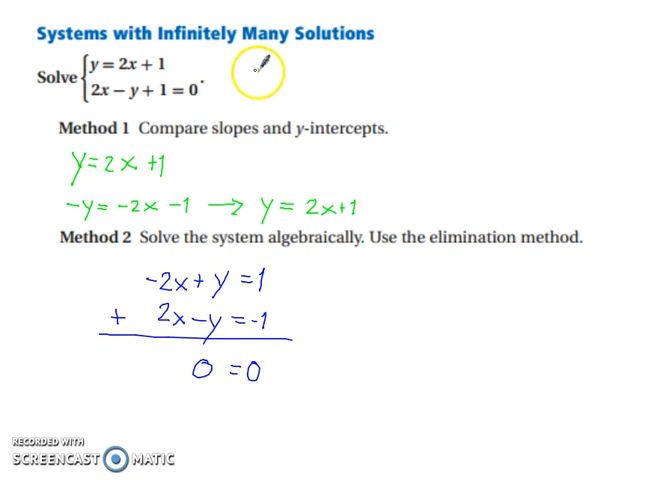 Systems with Infinitely Many Solutions
Solve { y = 2x + 1
2x − y + 1 = 0 .
Method 1 Compare slopes and y-intercepts.
y = 2x + 1
-y = -2x - 1 → y = 2x + 1
Method 2 Solve the system algebraically. Use the elimination method.
-2x + y = 1
+ 2x - y = -1
0 = 0
RECORDED WITH
SCREENCAST MATIC